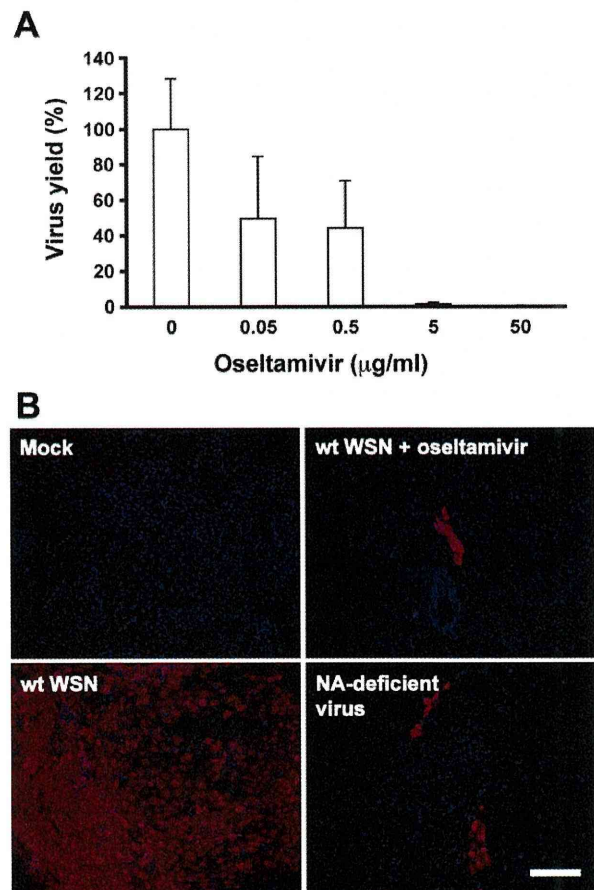 A
Virus yield (%)
140
120
100
80
60
40
20
0
0 0.05 0.5 5 50
Oseltamivir (μg/ml)
B
Mock
wt WSN + oseltamivir
wt WSN
NA-deficient
virus